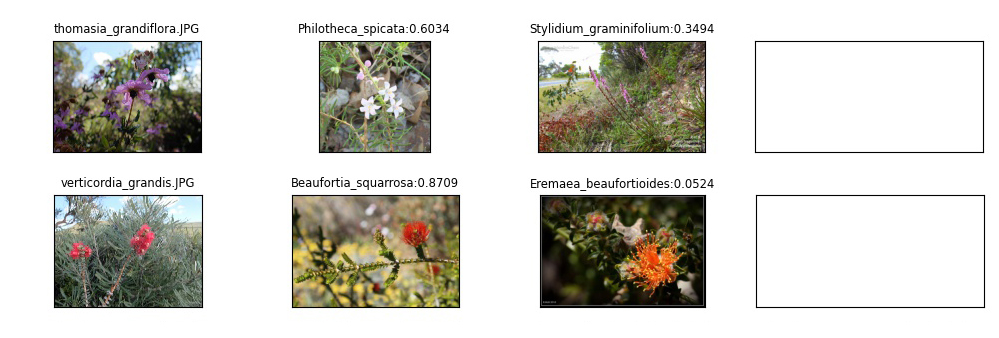 thomasia_grandiflora.JPG
Philotheca_spicata:0.6034
Stylidium_graminifolium:0.3494
verticordia_grandis.JPG
Beaufortia_squarrosa:0.8709
Eremaea_beaufortioides:0.0524